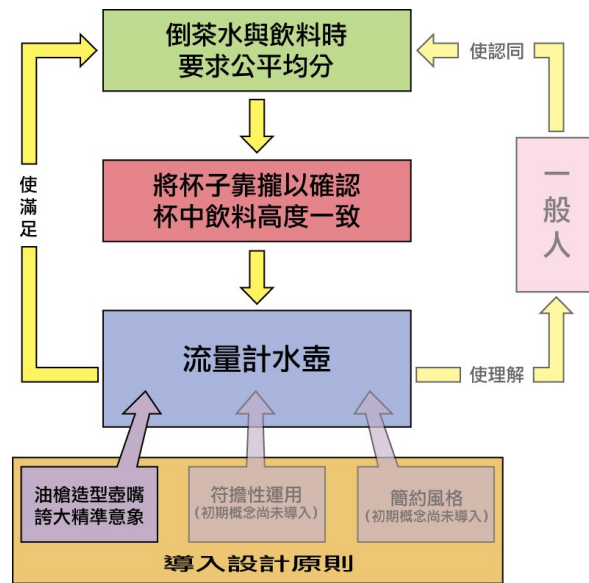 倒茶水與飲料時
要求公平均分
使認同
使滿足
將杯子靠攏以確認
杯中飲料高度一致
一般人
流量計水壺
使理解
油槍造型壺嘴
誇大精準意象
符擔性運用
(初期概念尚未導入)
簡約風格
(初期概念尚未導入)
導入設計原則